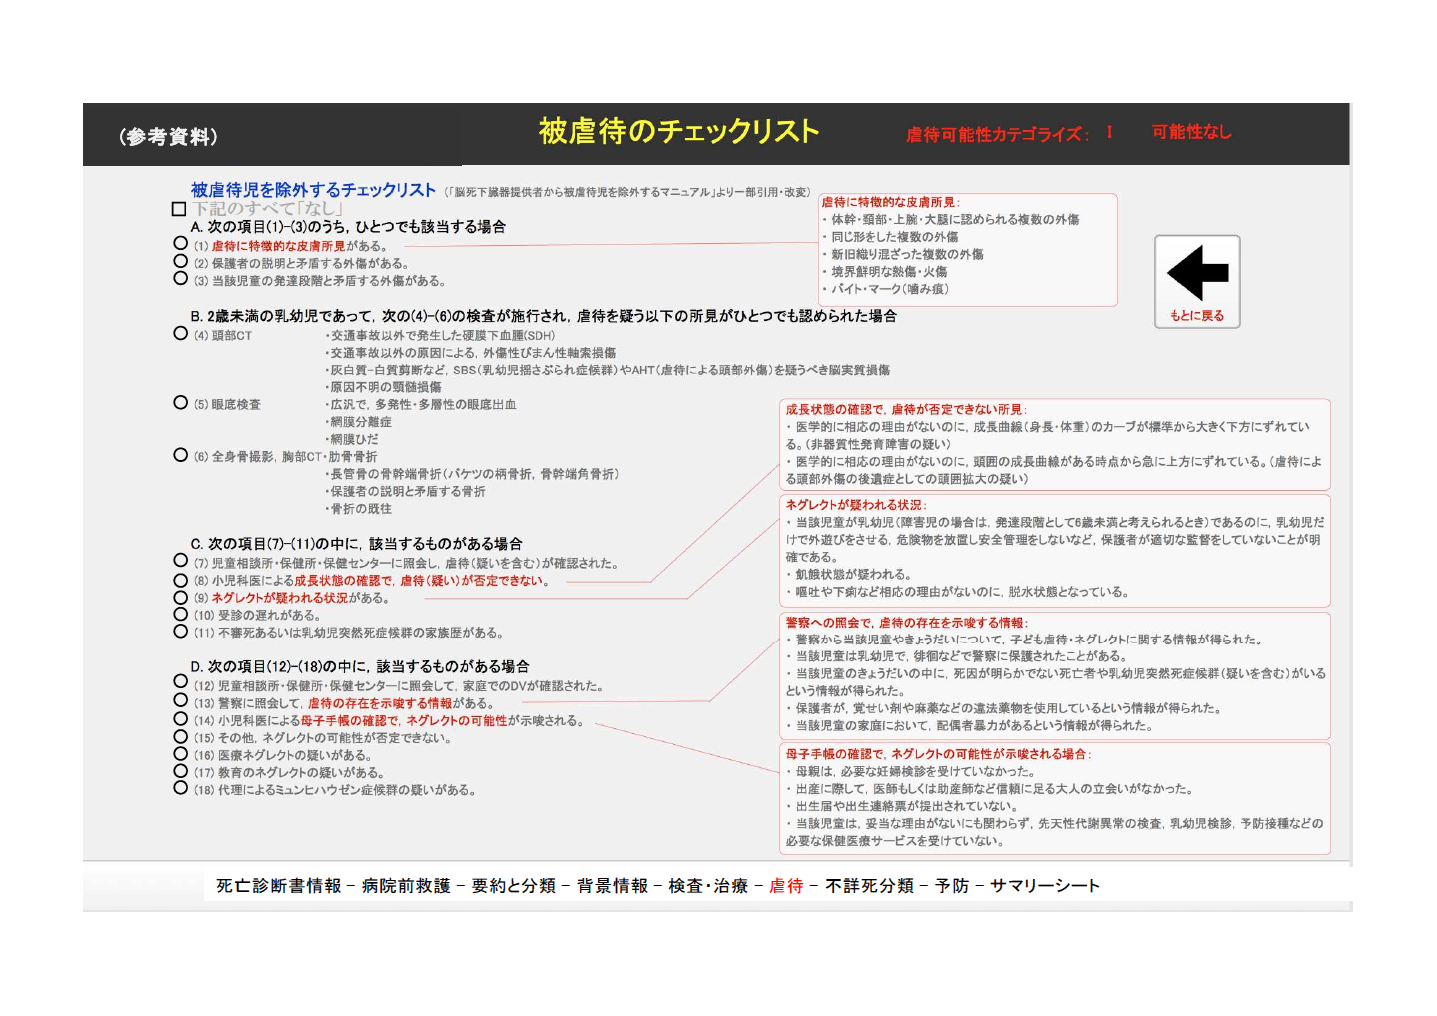 （参考資料）
被虐待のチェックリスト
虐待可能性カテゴライズ： Ⅰ 可能性なし
被虐待児を除外するチェックリスト （「脳死下臓器提供者から被虐待児を除外するマニュアル」より一部引用・改変）
下記のすべて「なし」
A. 次の項目(1)-(3)のうち, ひとつでも該当する場合
(1) 虐待に特徴的な皮膚所見がある。
(2) 保護者の説明と矛盾する外傷がある。
(3) 当該児童の発達段階と矛盾する外傷がある。
虐待に特徴的な皮膚所見：
・ 体幹・頚部・上腕・大腿に認められる複数の外傷
・ 同じ形をした複数の外傷
・ 新旧織り混ざった複数の外傷
・ 境界鮮明な熱傷・火傷
・ バイト・マーク（噛み痕）
もとに戻る
B. 2歳未満の乳幼児であって, 次の(4)-(6)の検査が施行され, 虐待を疑う以下の所見がひとつでも認められた場合
(4) 頭部CT ・交通事故以外で発生した硬膜下血腫(SDH)
・交通事故以外の原因による, 外傷性びまん性軸索損傷
・灰白質-白質剪断など, SBS（乳幼児揺さぶられ症候群）やAHT（虐待による頭部外傷）を疑うべき脳実質損傷
・原因不明の頸髄損傷
(5) 眼底検査 ・広汎で, 多発性・多層性の眼底出血
・網膜分離症
・網膜ひだ
(6) 全身骨撮影, 胸部CT・肋骨骨折
・長管骨の骨幹端骨折（バケツの柄骨折, 骨幹端角骨折）
・保護者の説明と矛盾する骨折
・骨折の既往
C. 次の項目(7)-(11)の中に, 該当するものがある場合
(7) 児童相談所・保健所・保健センターに照会し, 虐待（疑いを含む）が確認された。
(8) 小児科医による成長状態の確認で, 虐待（疑い）が否定できない。
(9) ネグレクトが疑われる状況がある。
(10) 受診の遅れがある。
(11) 不審死あるいは乳幼児突然死症候群の家族歴がある。
D. 次の項目(12)-(18)の中に, 該当するものがある場合
(12) 児童相談所・保健所・保健センターに照会して, 家庭でのDVが確認された。
(13) 警察に照会して, 虐待の存在を示唆する情報がある。
(14) 小児科医による母子手帳の確認で, ネグレクトの可能性が示唆される。
(15) その他, ネグレクトの可能性が否定できない。
(16) 医療ネグレクトの疑いがある。
(17) 教育のネグレクトの疑いがある。
(18) 代理によるミュンヒハウゼン症候群の疑いがある。
成長状態の確認で, 虐待が否定できない所見：
・ 医学的に相応の理由がないのに, 成長曲線（身長・体重）のカーブが標準から大きく下方にずれてい
る。（非器質性発育障害の疑い）
・ 医学的に相応の理由がないのに, 頭囲の成長曲線がある時点から急に上方にずれている。（虐待によ
る頭部外傷の後遺症としての頭囲拡大の疑い）
ネグレクトが疑われる状況：
・ 当該児童が乳幼児（障害児の場合は, 発達段階として6歳未満と考えられるとき）であるのに, 乳幼児だ
けで外遊びをさせる, 危険物を放置し安全管理をしないなど, 保護者が適切な監督をしていないことが明
確である。
・ 飢餓状態が疑われる。
・ 嘔吐や下痢など相応の理由がないのに, 脱水状態となっている。
警察への照会で, 虐待の存在を示唆する情報：
・ 警察から当該児童やきょうだいについて, 子ども虐待・ネグレクトに関する情報が得られた。
・ 当該児童は乳幼児で, 徘徊などで警察に保護されたことがある。
・ 当該児童のきょうだいの中に, 死因が明らかでない死亡者や乳幼児突然死症候群（疑いを含む）がいる
という情報が得られた。
・ 保護者が, 覚せい剤や麻薬などの違法薬物を使用しているという情報が得られた。
・ 当該児童の家庭において, 配偶者暴力があるという情報が得られた。
母子手帳の確認で, ネグレクトの可能性が示唆される場合：
・ 母親は, 必要な妊婦検診を受けていなかった。
・ 出産に際して, 医師もしくは助産師など信頼に足る大人の立会いがなかった。
・ 出生届や出生連絡票が提出されていない。
・ 当該児童は, 妥当な理由がないにも関わらず, 先天性代謝異常の検査, 乳幼児検診, 予防接種などの
必要な保健医療サービスを受けていない。
死亡診断書情報 － 病院前救護 － 要約と分類 － 背景情報 － 検査・治療 － 虐待 － 不詳死分類 － 予防 － サマリーシート